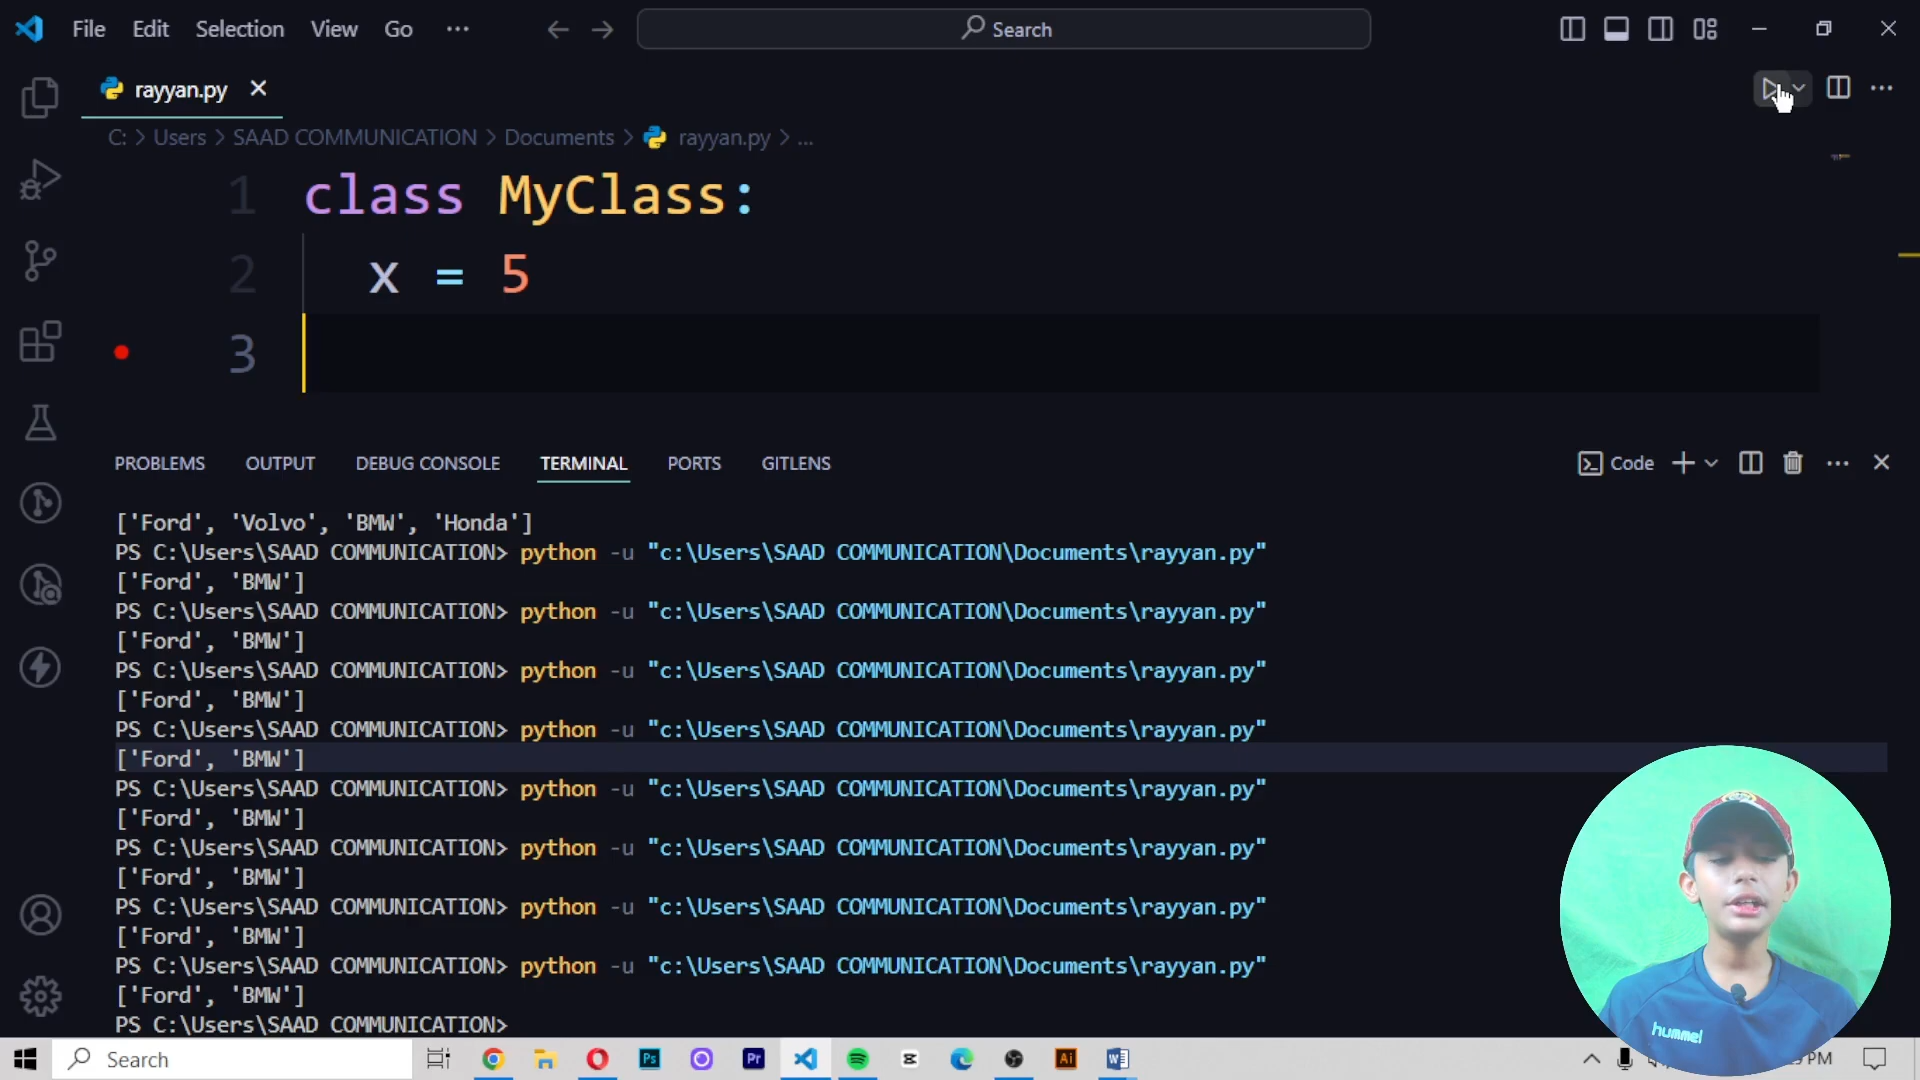 File Edit Selection View Go ···
Search
rayyan.py
C: > Users > SAAD COMMUNICATION > Documents > rayyan.py > ...
1 class MyClass:
2 x = 5
3
PROBLEMS OUTPUT DEBUG CONSOLE TERMINAL PORTS GITLENS
Code
['Ford', 'Volvo', 'BMW', 'Honda']
PS C:\Users\SAAD COMMUNICATION> python -u "c:\Users\SAAD COMMUNICATION\Documents\rayyan.py"
['Ford', 'BMW']
PS C:\Users\SAAD COMMUNICATION> python -u "c:\Users\SAAD COMMUNICATION\Documents\rayyan.py"
['Ford', 'BMW']
PS C:\Users\SAAD COMMUNICATION> python -u "c:\Users\SAAD COMMUNICATION\Documents\rayyan.py"
['Ford', 'BMW']
PS C:\Users\SAAD COMMUNICATION> python -u "c:\Users\SAAD COMMUNICATION\Documents\rayyan.py"
['Ford', 'BMW']
PS C:\Users\SAAD COMMUNICATION> python -u "c:\Users\SAAD COMMUNICATION\Documents\rayyan.py"
['Ford', 'BMW']
PS C:\Users\SAAD COMMUNICATION> python -u "c:\Users\SAAD COMMUNICATION\Documents\rayyan.py"
['Ford', 'BMW']
PS C:\Users\SAAD COMMUNICATION> python -u "c:\Users\SAAD COMMUNICATION\Documents\rayyan.py"
['Ford', 'BMW']
PS C:\Users\SAAD COMMUNICATION> python -u "c:\Users\SAAD COMMUNICATION\Documents\rayyan.py"
['Ford', 'BMW']
PS C:\Users\SAAD COMMUNICATION>
hummel
Search
Ps
Pr
Ai
PM